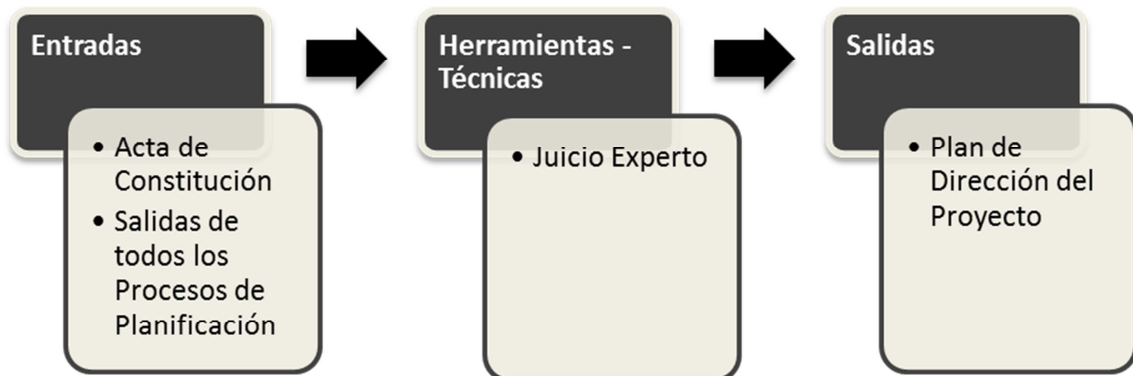 Entradas
• Acta de
Constitución
• Salidas de
todos los
Procesos de
Planificación
Herramientas -
Técnicas
• Juicio Experto
Salidas
• Plan de
Dirección del
Proyecto